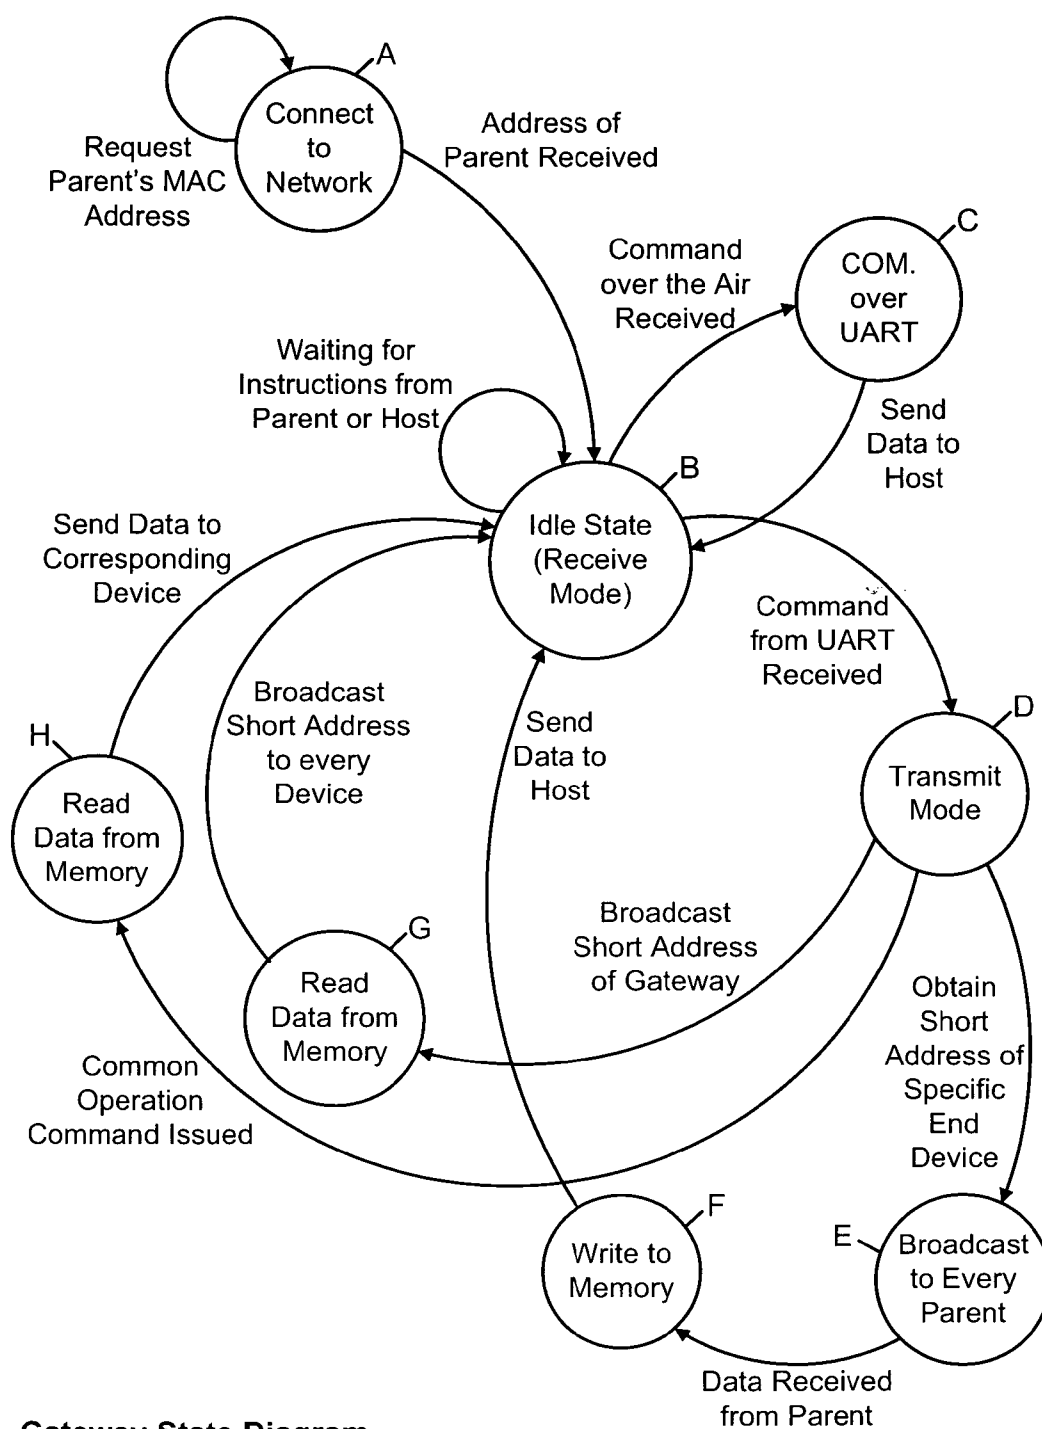 A
Connect
to
Network
Request
Parent's MAC
Address
Address of
Parent Received
C
COM.
over
UART
Command
over the Air
Received
Waiting for
Instructions from
Parent or Host
Send
Data to
Host
B
Idle State
(Receive
Mode)
Send Data to
Corresponding
Device
Command
from UART
Received
Broadcast
Short Address
to every
Device
Send
Data to
Host
D
Transmit
Mode
H
Read
Data from
Memory
G
Read
Data from
Memory
Broadcast
Short Address
of Gateway
Obtain
Short
Address of
Specific
End
Device
Common
Operation
Command Issued
F
Write to
Memory
E
Broadcast
to Every
Parent
Data Received
from Parent
Gateway State Diagram